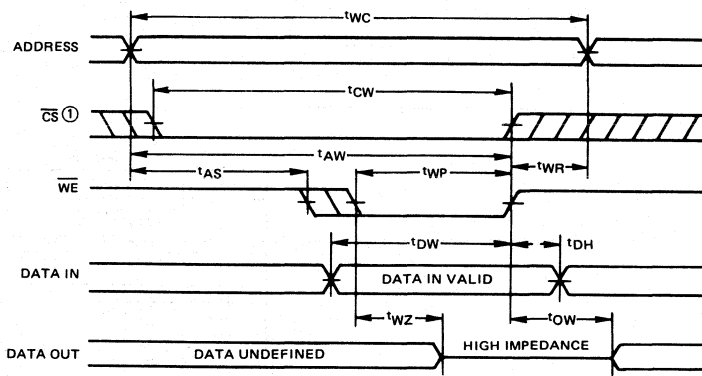 tWC
ADDRESS
tCW
CS ①
tAW
tAS
tWP
tWR
WE
tDW
tDH
DATA IN
DATA IN VALID
tWZ
tOW
DATA OUT
DATA UNDEFINED
HIGH IMPEDANCE